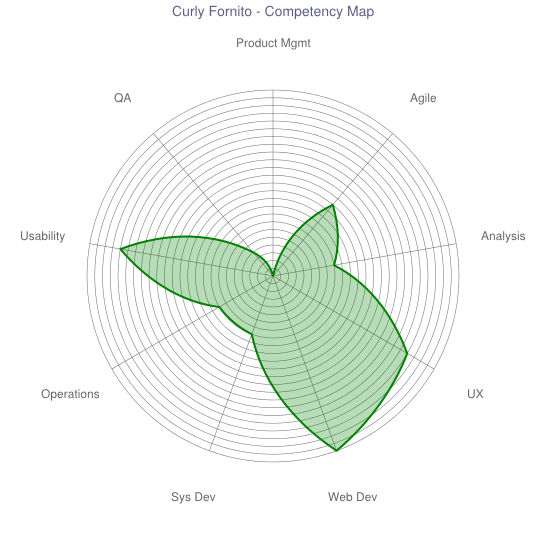 Curly Fornito - Competency Map
Product Mgmt
QA
Agile
Usability
Analysis
Operations
UX
Sys Dev
Web Dev